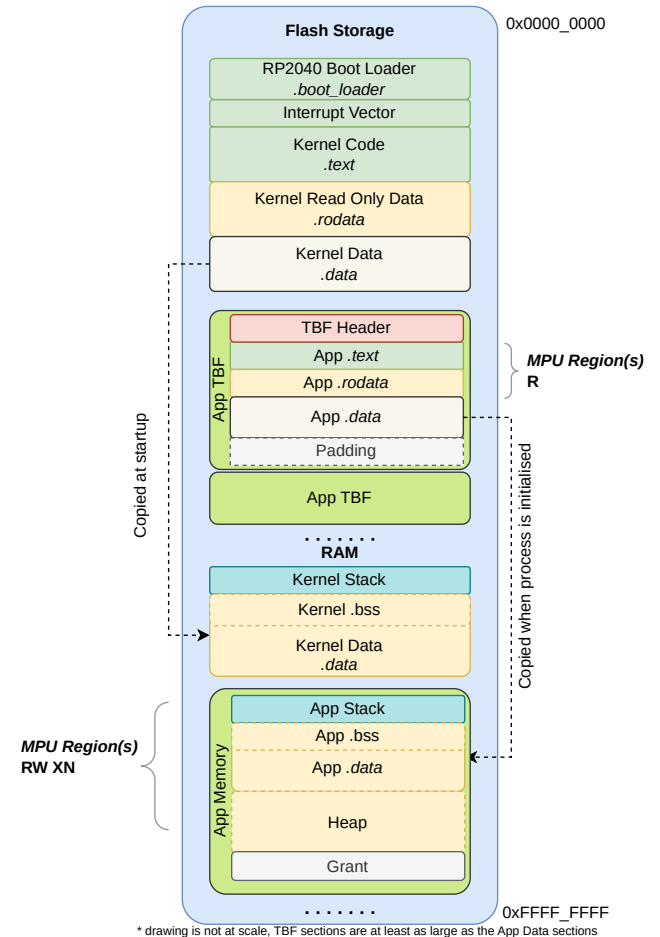 Flash Storage
0x0000_0000
RP2040 Boot Loader
.boot_loader
Interrupt Vector
Kernel Code
.text
Kernel Read Only Data
.rodata
Kernel Data
.data
Copied at startup
App TBF
TBF Header
App .text
App .rodata
App .data
Padding
MPU Region(s)
R
Copied when process is initialised
App TBF
. . . . . . .
RAM
Kernel Stack
Kernel .bss
Kernel Data
.data
MPU Region(s)
RW XN
App Memory
App Stack
App .bss
App .data
Heap
Grant
. . . . . . .
0xFFFF_FFFF
* drawing is not at scale, TBF sections are at least as large as the App Data sections